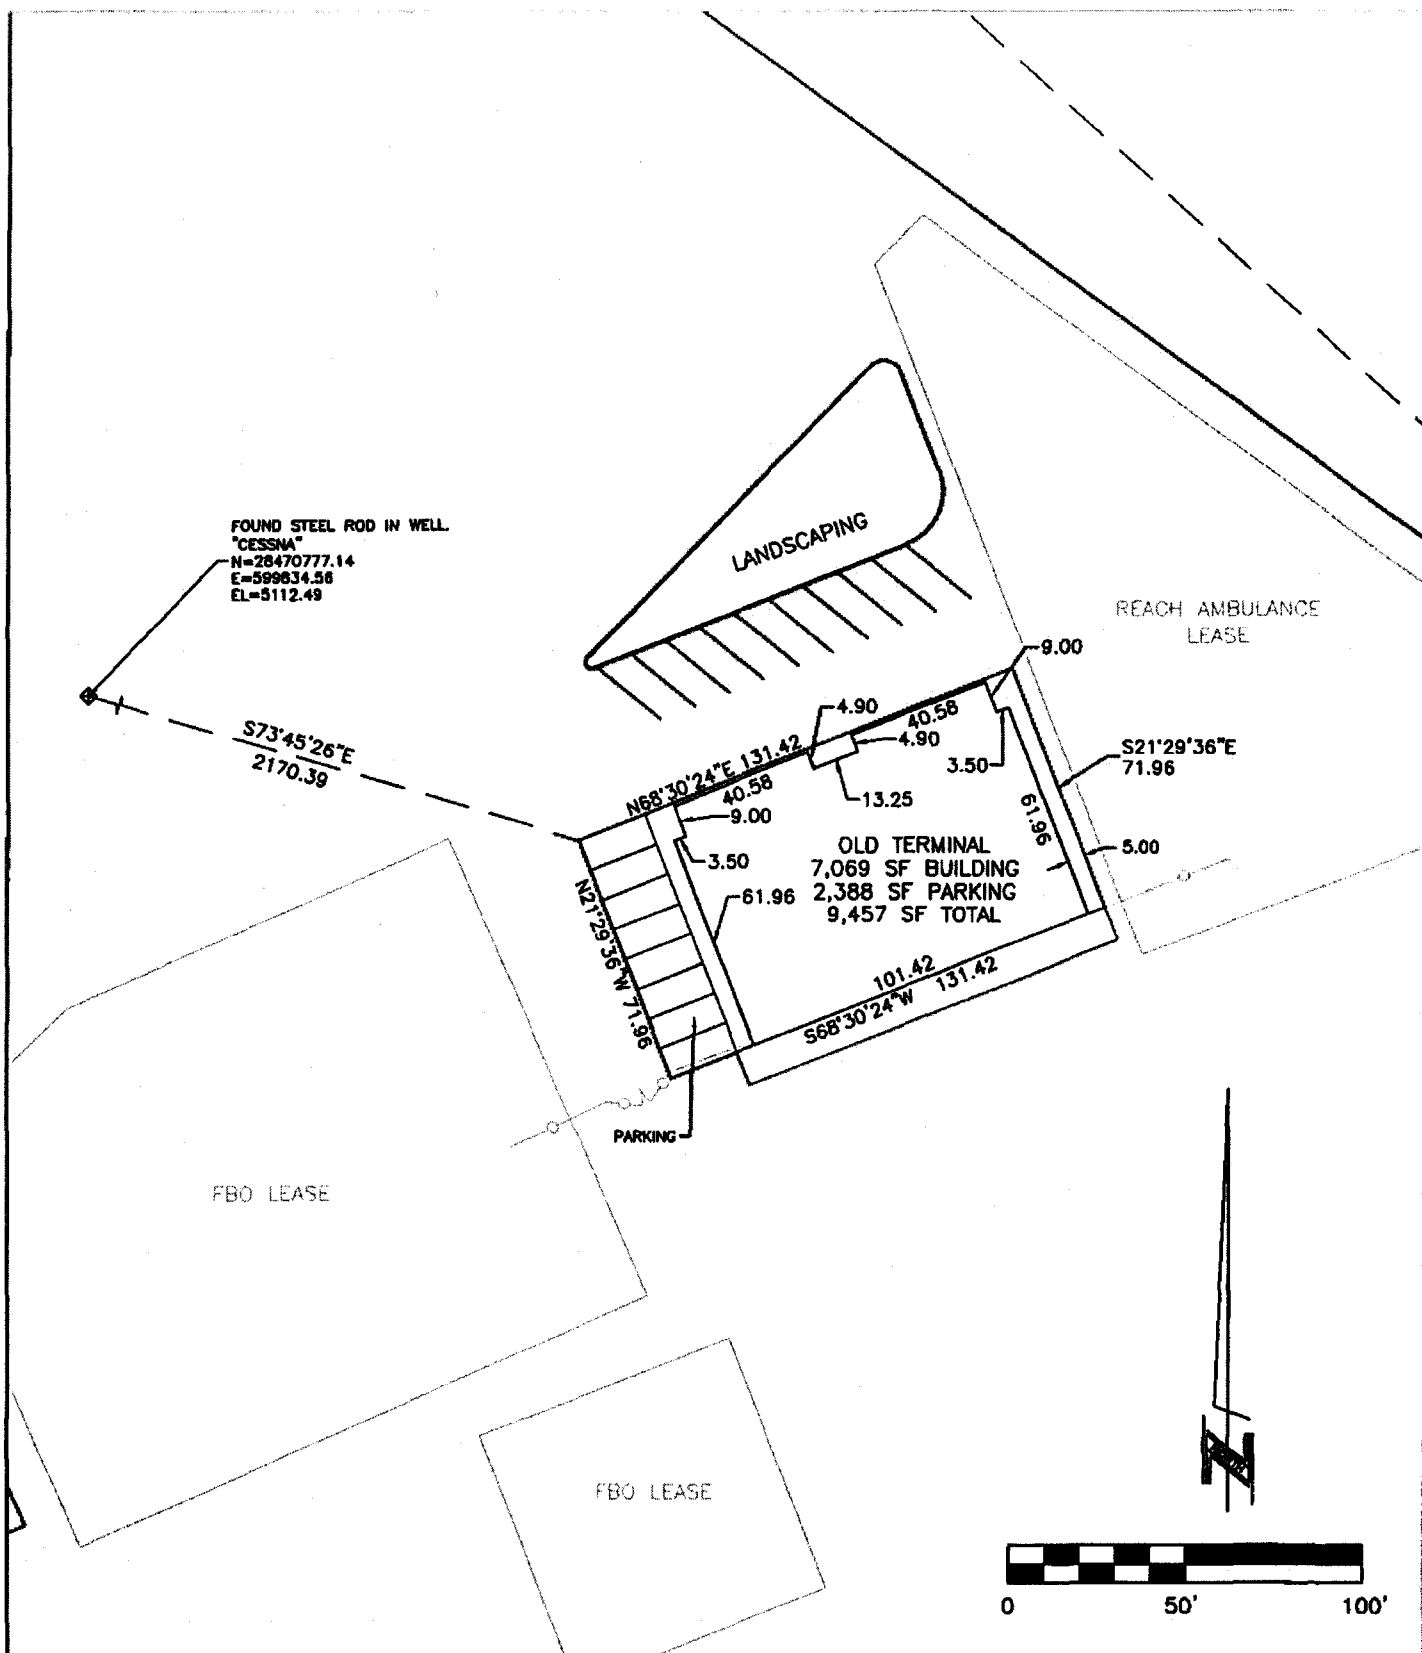 FOUND STEEL ROD IN WELL.
"CESSNA"
N=28470777.14
E=599834.56
EL=5112.49
LANDSCAPING
REACH AMBULANCE
LEASE
9.00
S73°45'26"E
2170.39
N68°30'24"E 131.42
40.58
4.90
40.58
4.90
3.50
S21°29'36"E
71.96
13.25
9.00
3.50
61.96
5.00
OLD TERMINAL
7,069 SF BUILDING
2,388 SF PARKING
9,457 SF TOTAL
61.96
N21°29'36"W 71.96
101.42
S68°30'24"W 131.42
PARKING
FBO LEASE
FBO LEASE
0 50' 100'